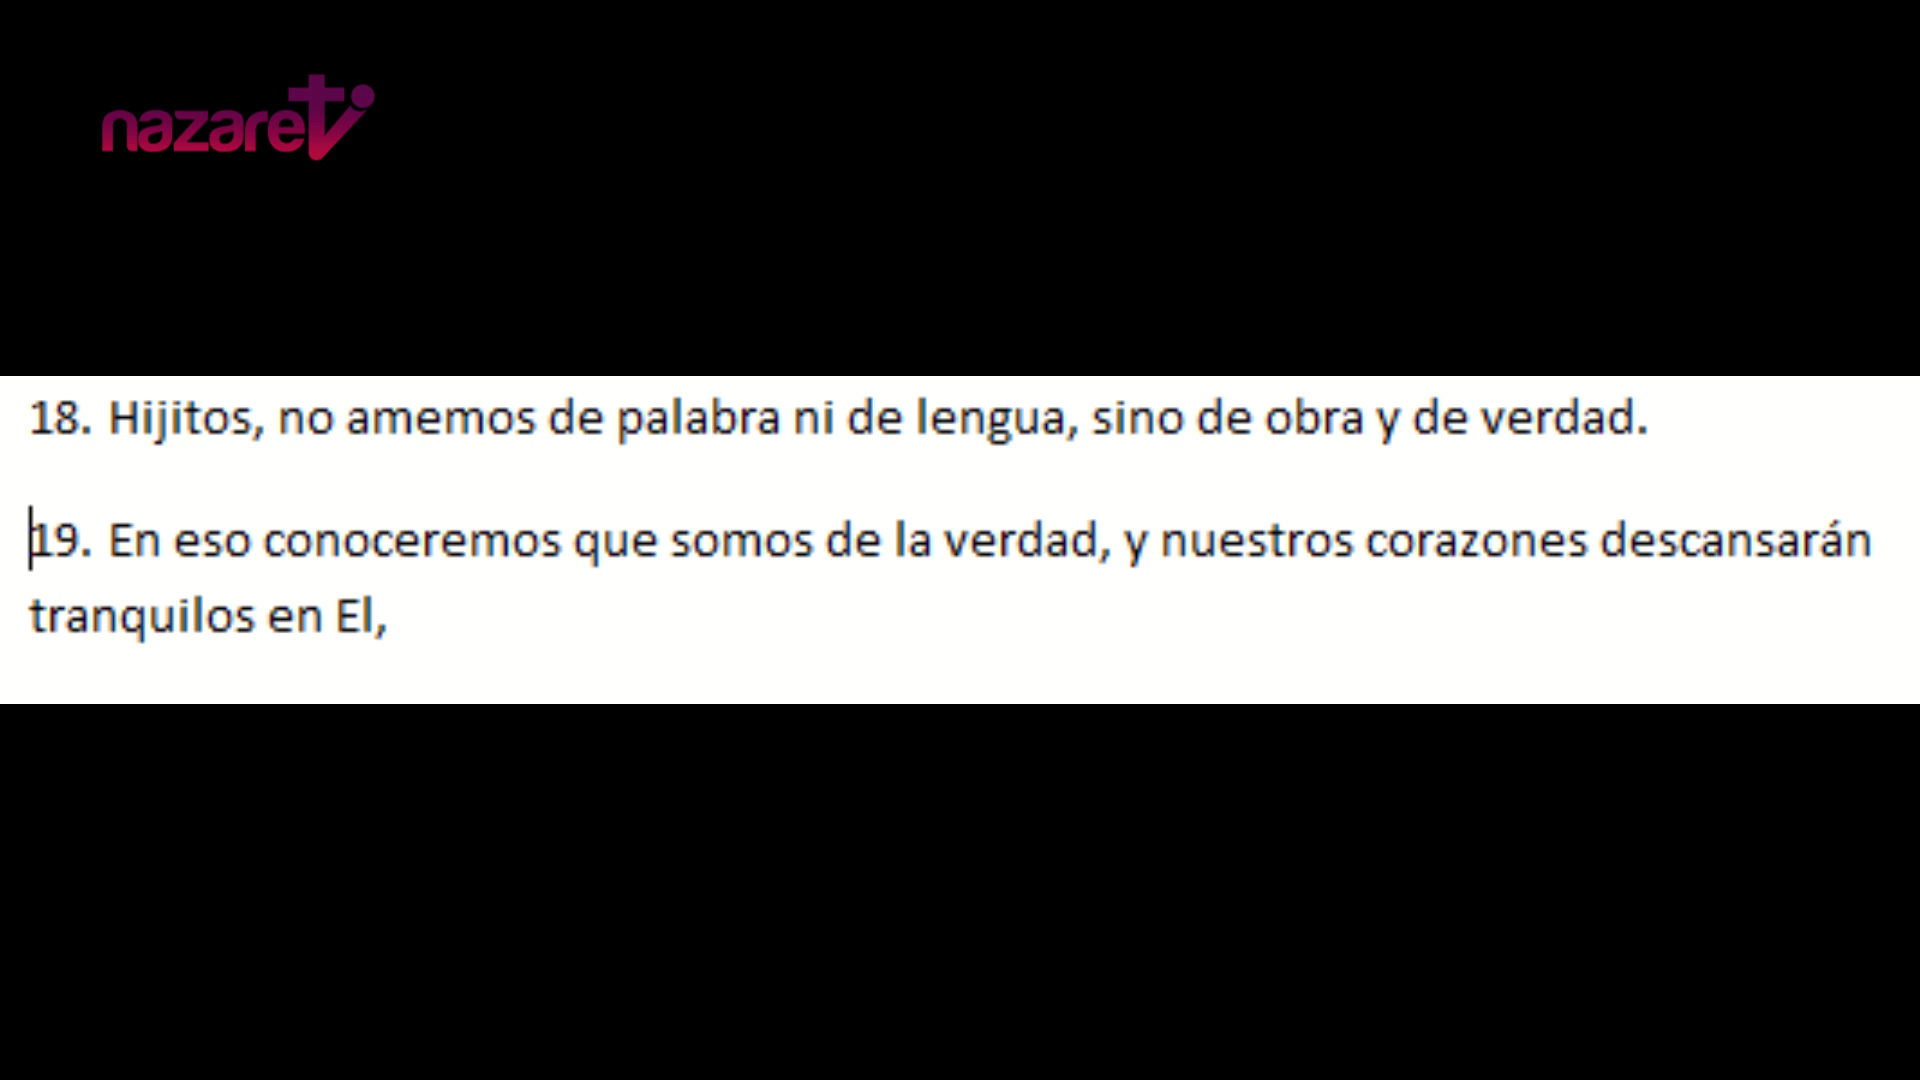 nazaretv
18. Hijitos, no amemos de palabra ni de lengua, sino de obra y de verdad.
19. En eso conoceremos que somos de la verdad, y nuestros corazones descansarán
tranquilos en El,